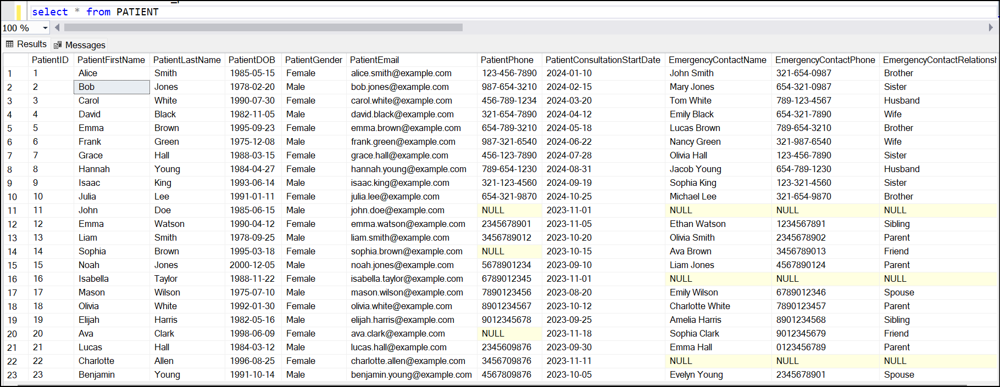 select * from PATIENT
100 %
Results Messages
PatientID PatientFirstName PatientLastName PatientDOB PatientGender PatientEmail PatientPhone PatientConsultationStartDate EmergencyContactName EmergencyContactPhone EmergencyContactRelationsh
1 1 Alice Smith 1985-05-15 Female alice.smith@example.com 123-456-7890 2024-01-10 John Smith 321-654-0987 Brother
2 2 Bob Jones 1978-02-20 Male bob.jones@example.com 987-654-3210 2024-02-15 Mary Jones 654-321-0987 Sister
3 3 Carol White 1990-07-30 Female carol.white@example.com 456-789-1234 2024-03-20 Tom White 789-123-4567 Husband
4 4 David Black 1982-11-05 Male david.black@example.com 321-654-7890 2024-04-12 Emily Black 654-321-7890 Wife
5 5 Emma Brown 1995-09-23 Female emma.brown@example.com 654-789-3210 2024-05-18 Lucas Brown 789-654-3210 Brother
6 6 Frank Green 1975-12-08 Male frank.green@example.com 987-321-6540 2024-06-22 Nancy Green 321-987-6540 Wife
7 7 Grace Hall 1988-03-15 Female grace.hall@example.com 456-123-7890 2024-07-28 Olivia Hall 123-456-7890 Sister
8 8 Hannah Young 1984-04-27 Female hannah.young@example.com 789-654-1230 2024-08-31 Jacob Young 654-789-1230 Husband
9 9 Isaac King 1993-06-14 Male isaac.king@example.com 321-123-4560 2024-09-19 Sophia King 123-321-4560 Sister
10 10 Julia Lee 1991-01-11 Female julia.lee@example.com 654-321-9870 2024-10-25 Michael Lee 321-654-9870 Brother
11 11 John Doe 1985-06-15 Male john.doe@example.com NULL 2023-11-01 NULL NULL NULL
12 12 Emma Watson 1990-04-12 Female emma.watson@example.com 2345678901 2023-11-05 Ethan Watson 1234567891 Sibling
13 13 Liam Smith 1978-09-25 Male liam.smith@example.com 3456789012 2023-10-20 Olivia Smith 2345678902 Parent
14 14 Sophia Brown 1995-03-18 Female sophia.brown@example.com NULL 2023-10-15 Ava Brown 3456789013 Friend
15 15 Noah Jones 2000-12-05 Male noah.jones@example.com 5678901234 2023-09-10 Liam Jones 4567890124 Parent
16 16 Isabella Taylor 1988-11-22 Female isabella.taylor@example.com 6789012345 2023-11-01 NULL NULL NULL
17 17 Mason Wilson 1975-07-10 Male mason.wilson@example.com 7890123456 2023-08-20 Emily Wilson 6789012346 Spouse
18 18 Olivia White 1992-01-30 Female olivia.white@example.com 8901234567 2023-10-12 Charlotte White 7890123457 Parent
19 19 Elijah Harris 1982-05-16 Male elijah.harris@example.com 9012345678 2023-09-25 Amelia Harris 8901234568 Sibling
20 20 Ava Clark 1998-06-09 Female ava.clark@example.com NULL 2023-11-18 Sophia Clark 9012345679 Friend
21 21 Lucas Hall 1984-03-12 Male lucas.hall@example.com 2345609876 2023-09-30 Emma Hall 0123456789 Parent
22 22 Charlotte Allen 1996-08-25 Female charlotte.allen@example.com 3456709876 2023-11-11 NULL NULL NULL
23 23 Benjamin Young 1991-10-14 Male benjamin.young@example.com 4567809876 2023-10-05 Evelyn Young 2345678901 Spouse